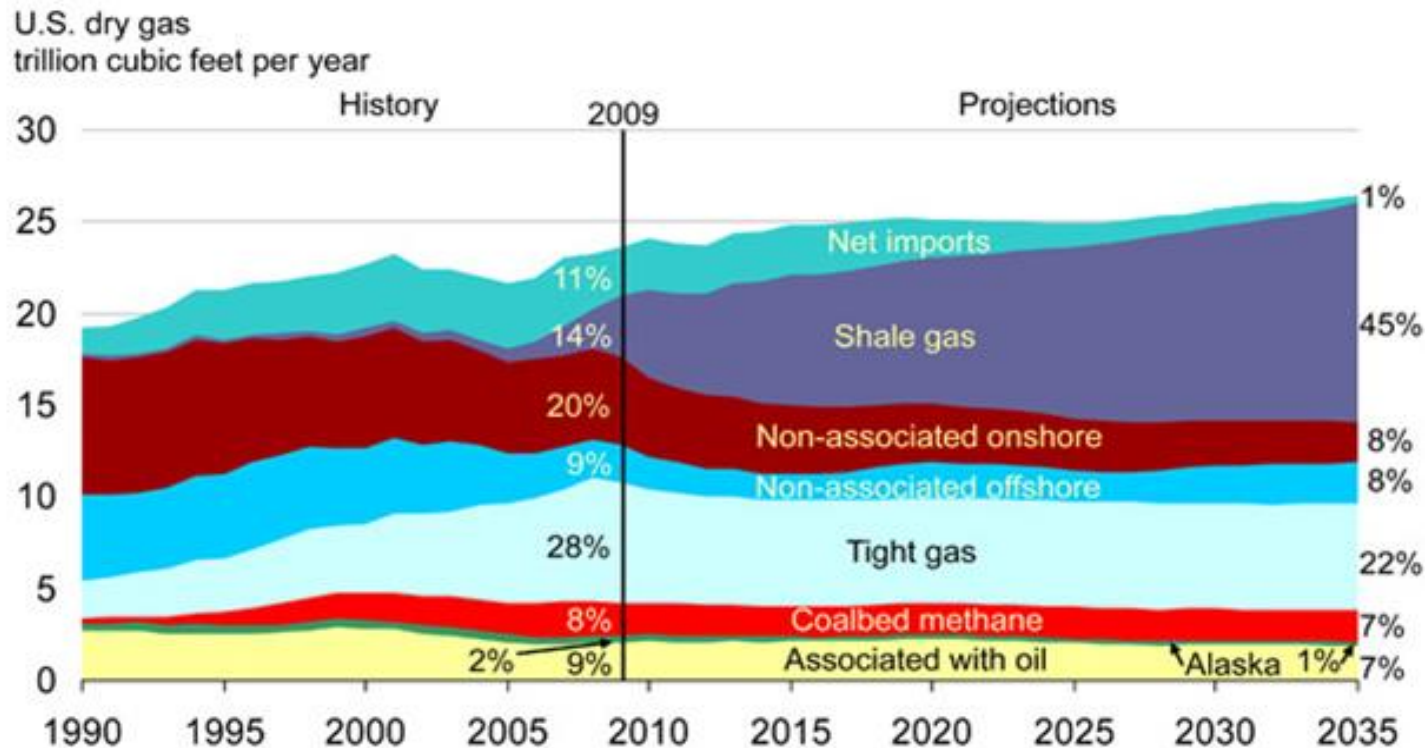 U.S. dry gas
trillion cubic feet per year
History
2009
Projections
30
25
20
15
10
5
0
Net imports
Shale gas
Non-associated onshore
Non-associated offshore
Tight gas
Coalbed methane
Associated with oil
Alaska
11%
14%
20%
9%
28%
8%
2%
9%
1%
45%
8%
8%
22%
7%
1%
7%
1990 1995 2000 2005 2010 2015 2020 2025 2030 2035